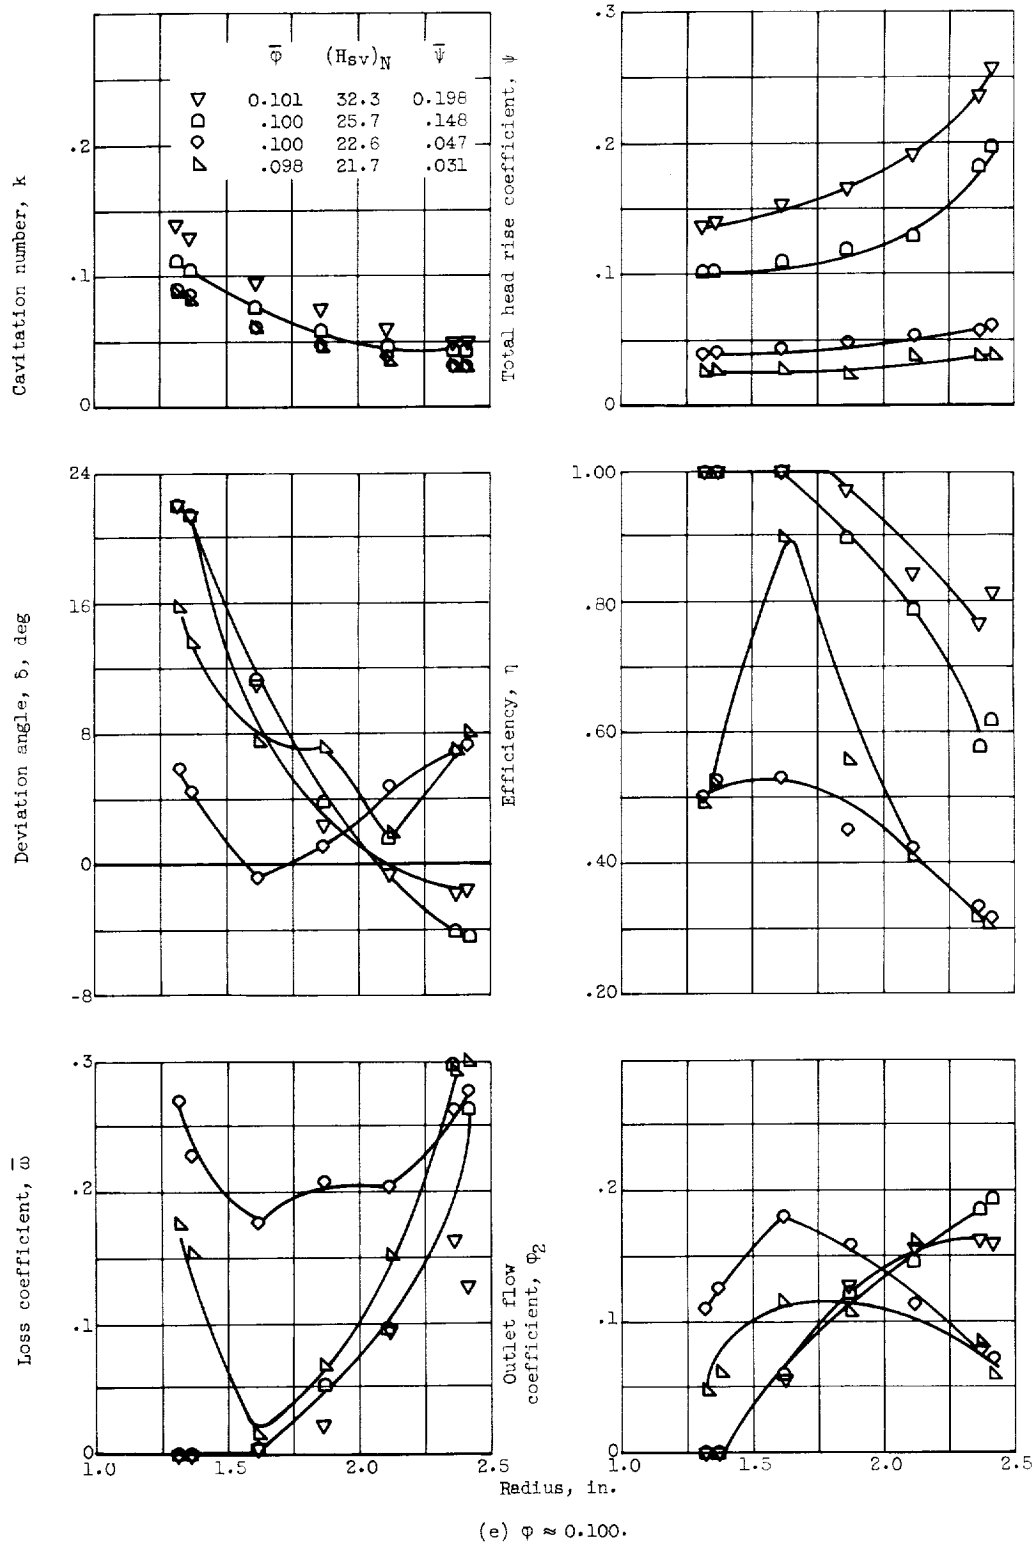 φ̄ (Hsv)N ψ̄
▽ 0.101 32.3 0.198
□ .100 25.7 .148
◇ .100 22.6 .047
◺ .098 21.7 .031
Cavitation number, k
.2
.1
0
Total head rise coefficient, ψ
.3
.2
.1
0
Deviation angle, δ, deg
24
16
8
0
-8
Efficiency, η
1.00
.80
.60
.40
.20
Loss coefficient, ω̄
.3
.2
.1
0
1.0 1.5 2.0 2.5
Outlet flow
coefficient, φ2
.2
.1
0
1.0 1.5 2.0 2.5
Radius, in.
(e) φ ≈ 0.100.